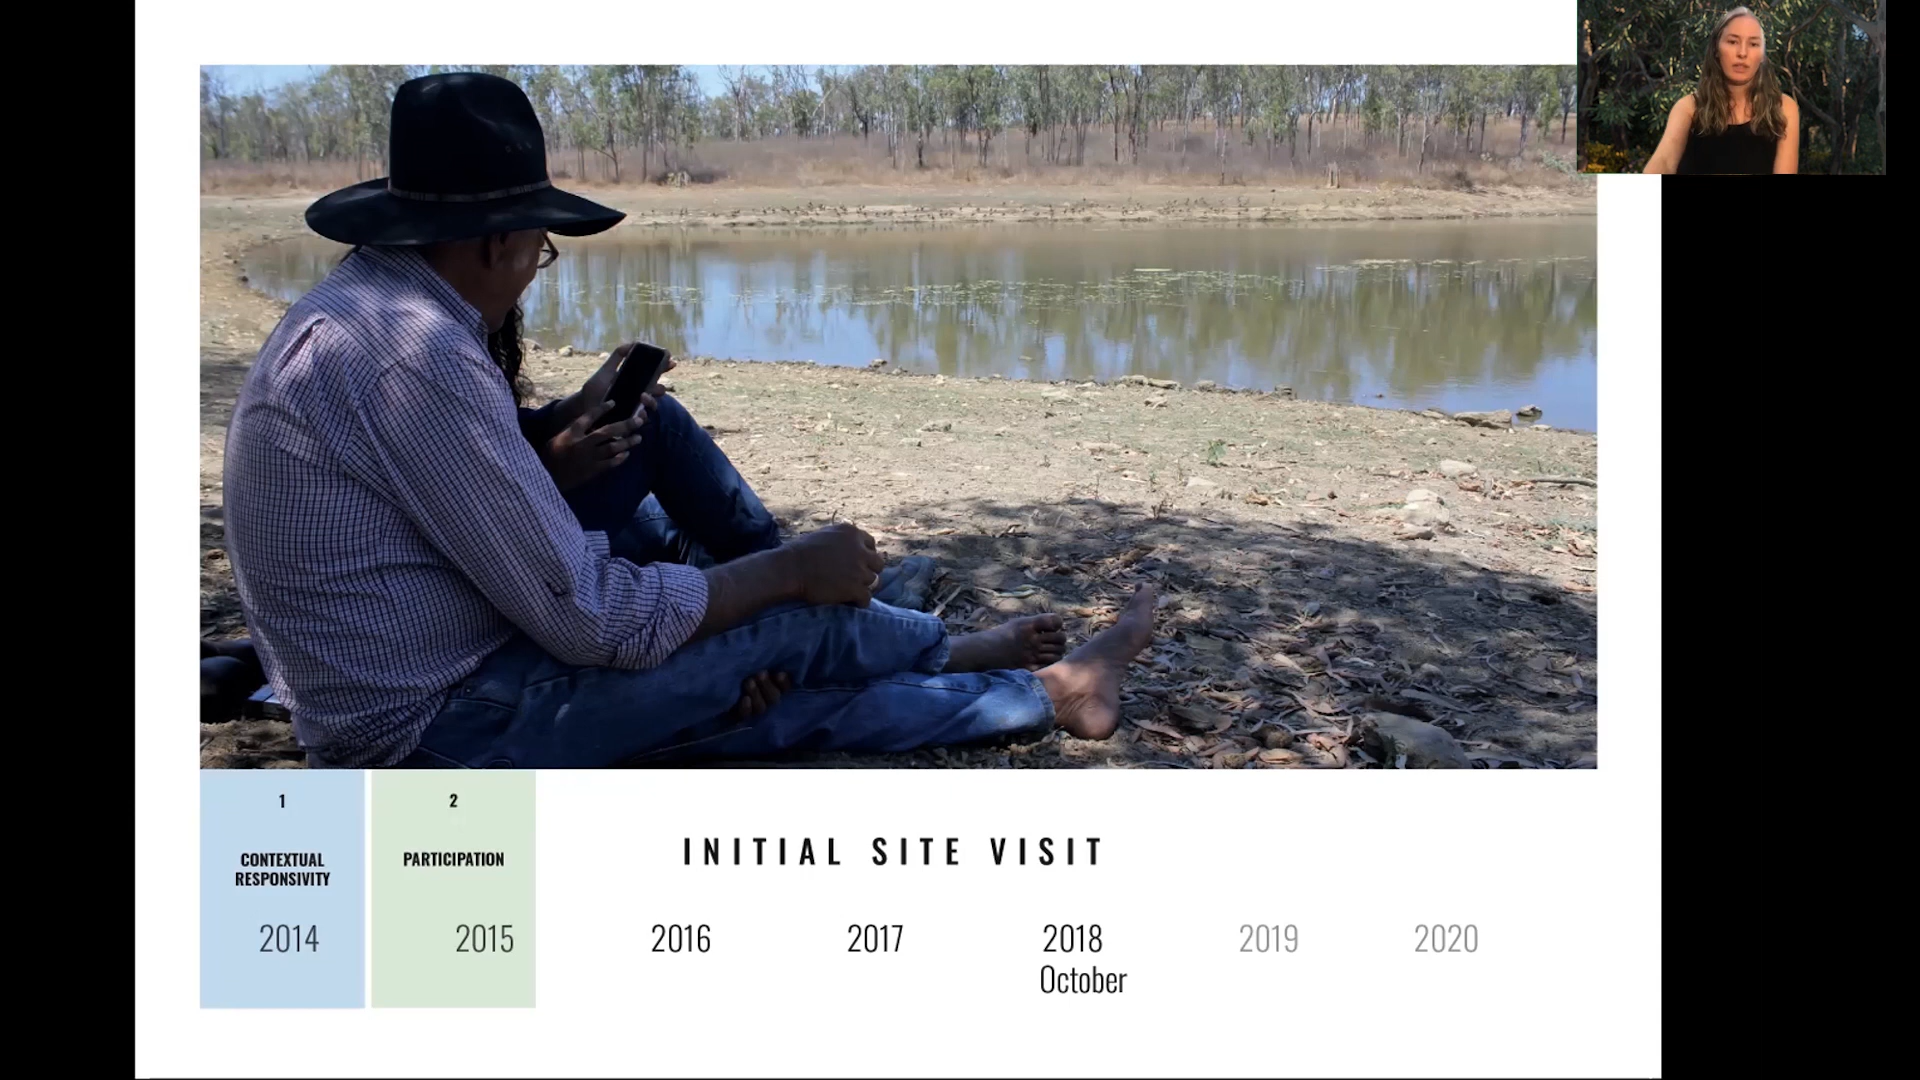 1
CONTEXTUAL
RESPONSIVITY
2
PARTICIPATION
INITIAL SITE VISIT
2014
2015
2016
2017
2018
October
2019
2020